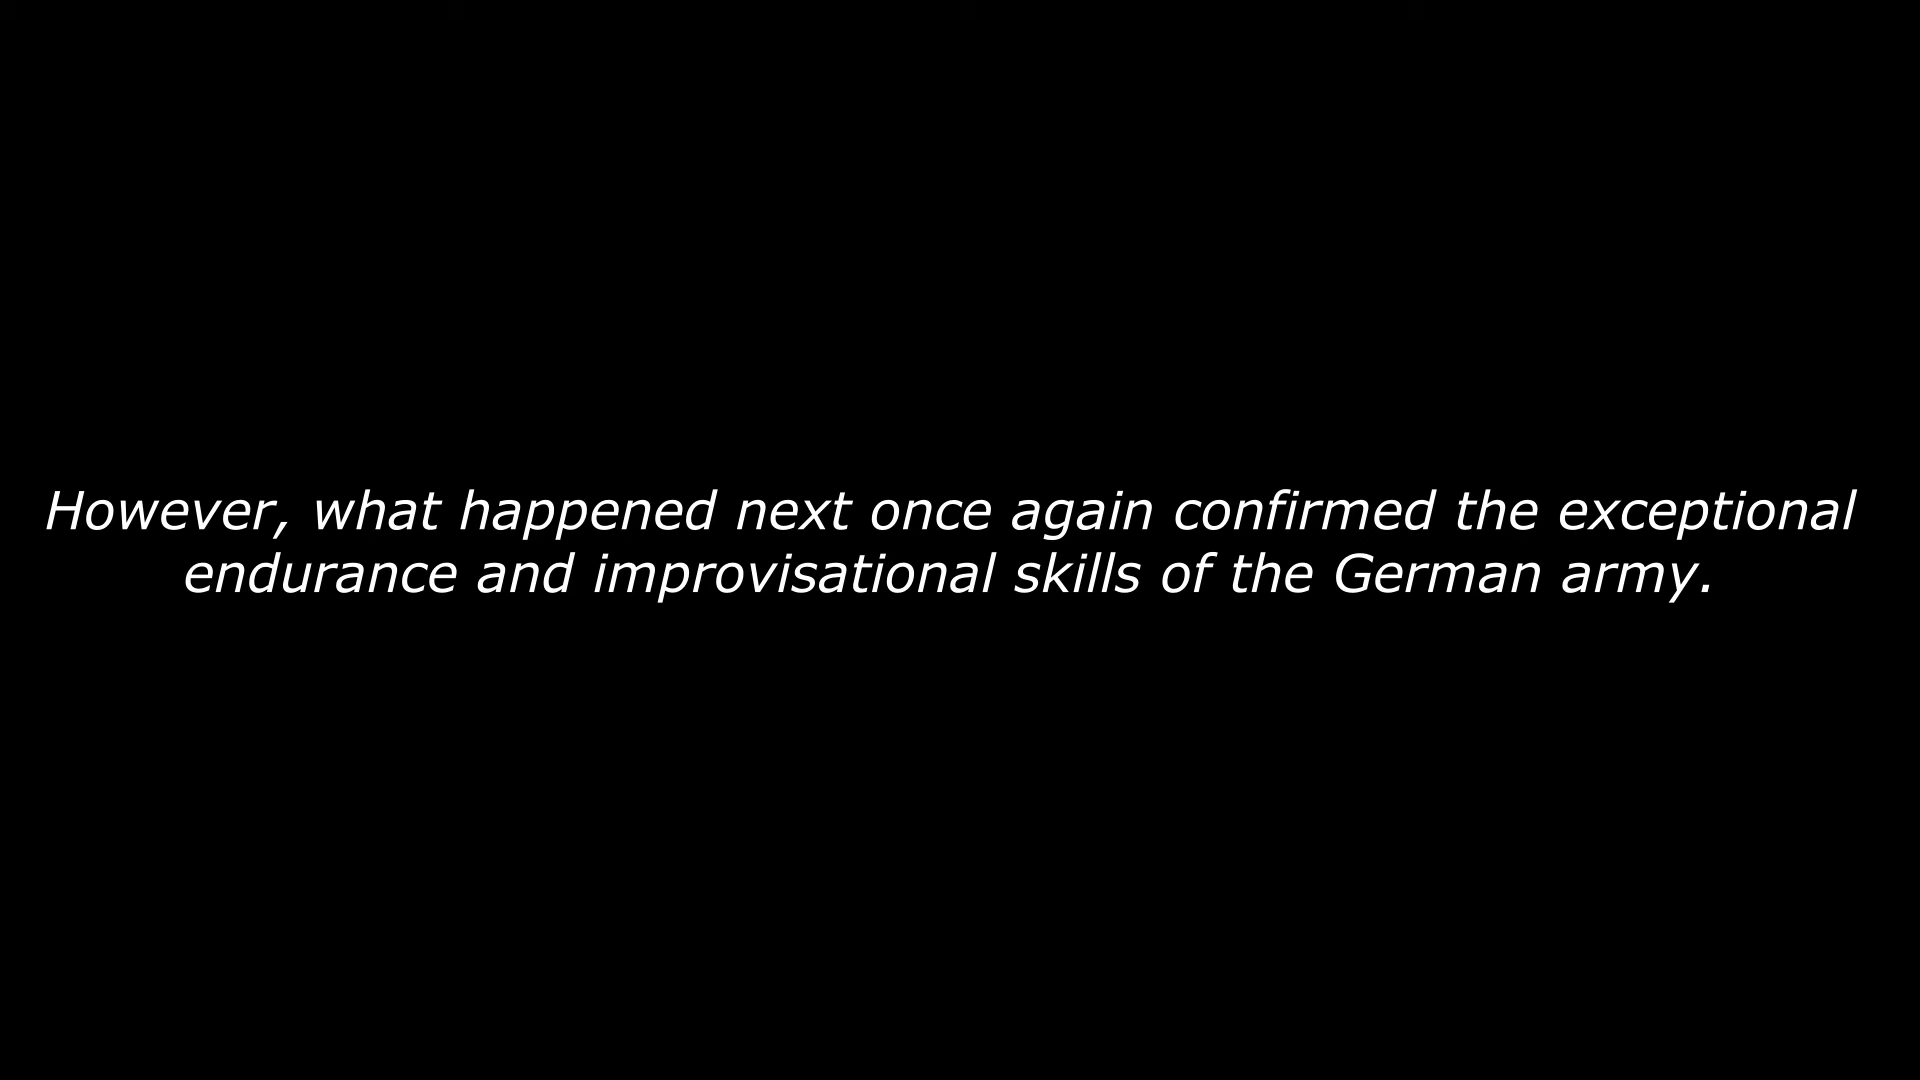 However, what happened next once again confirmed the exceptional
endurance and improvisational skills of the German army.